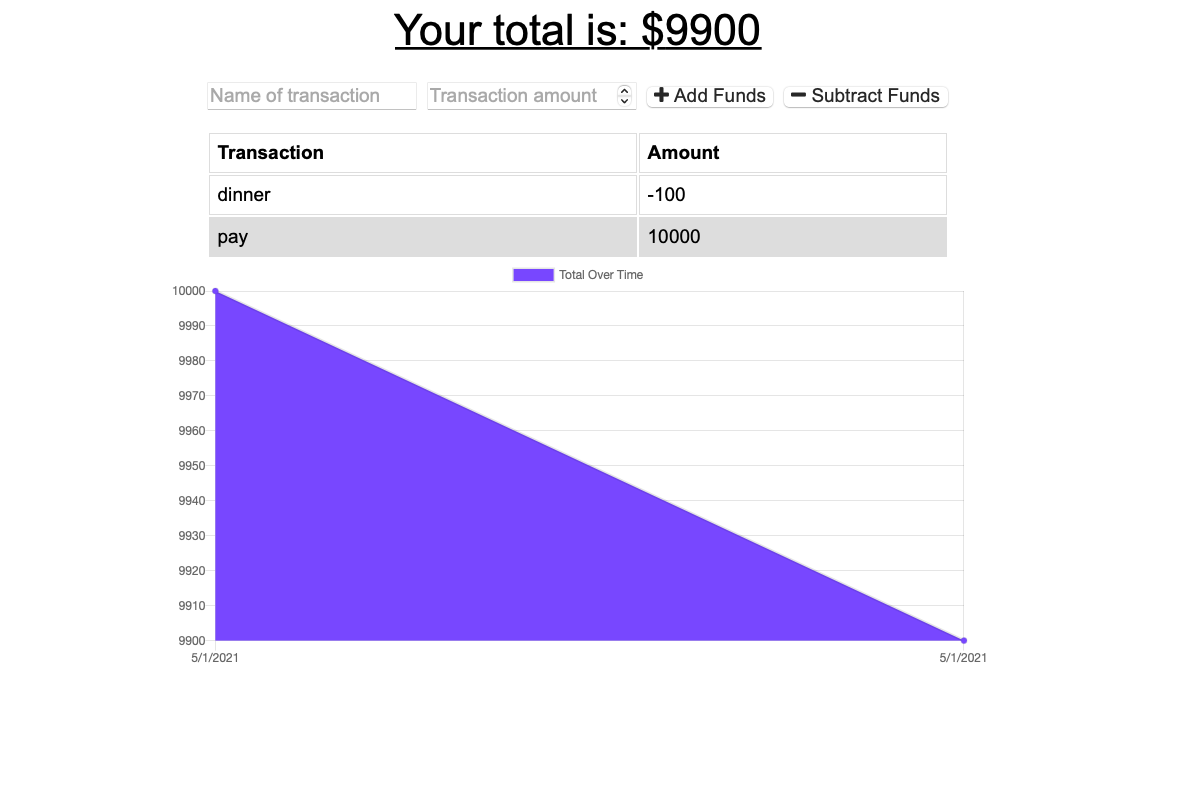 Your total is: $9900
Name of transaction Transaction amount Add Funds Subtract Funds
Transaction Amount
dinner -100
pay 10000
Total Over Time
10000
9990
9980
9970
9960
9950
9940
9930
9920
9910
9900
5/1/2021 5/1/2021